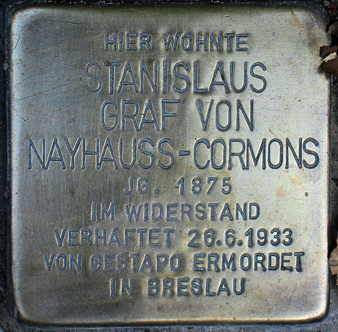 HIER WOHNTE
STANISLAUS
GRAF VON
NAYHAUSS-CORMONS
JG. 1875
IM WIDERSTAND
VERHAFTET 26.6.1933
VON GESTAPO ERMORDET
IN BRESLAU